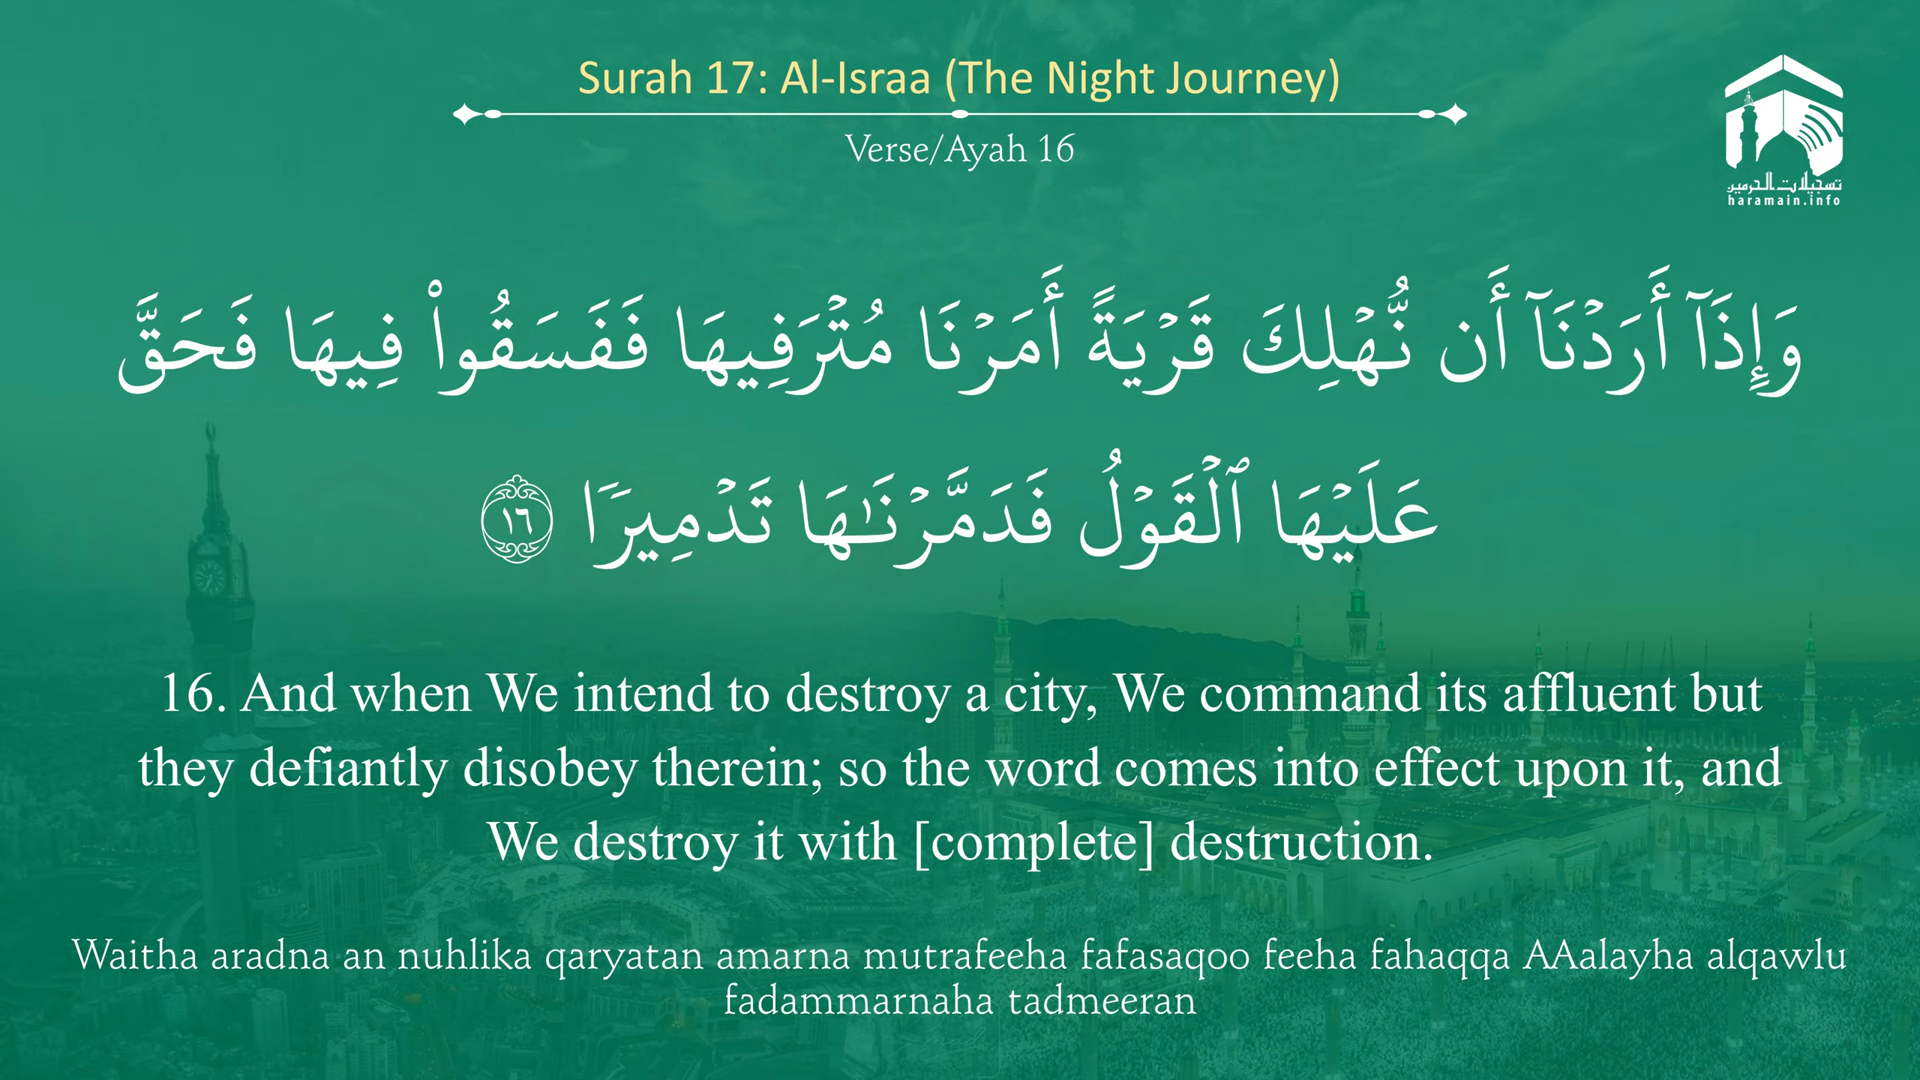 Surah 17: Al-Israa (The Night Journey)
Verse/Ayah 16
تسجيلات الحرمين
haramain.info
وَإِذَآ أَرَدۡنَآ أَن نُّهۡلِكَ قَرۡيَةً أَمَرۡنَا مُتۡرَفِيهَا فَفَسَقُواْ فِيهَا فَحَقَّ
عَلَيۡهَا ٱلۡقَوۡلُ فَدَمَّرۡنَٰهَا تَدۡمِيرٗا ١٦
16. And when We intend to destroy a city, We command its affluent but
they defiantly disobey therein; so the word comes into effect upon it, and
We destroy it with [complete] destruction.
Waitha aradna an nuhlika qaryatan amarna mutrafeeha fafasaqoo feeha fahaqqa AAalayha alqawlu
fadammarnaha tadmeeran